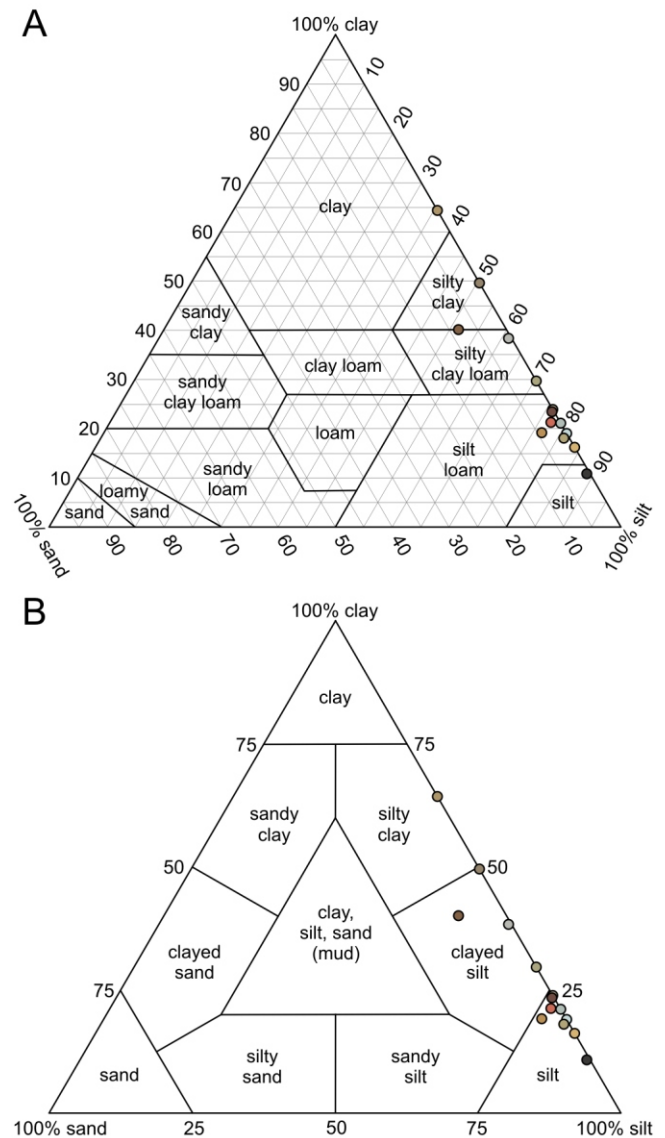 A
100% clay
90
10
80
20
70
30
clay
60
40
50
50
silty
clay
sandy
clay
40
60
clay loam
silty
clay loam
30
70
sandy
clay loam
20
80
loam
silt
loam
sandy
loam
10
90
loamy
sand
sand
silt
100% sand
90
80
70
60
50
40
30
20
10
100% silt
B
100% clay
clay
75
75
sandy
clay
silty
clay
50
50
clay,
silt, sand
(mud)
clayed
sand
clayed
silt
75
25
sand
silty
sand
sandy
silt
silt
100% sand
25
50
75
100% silt